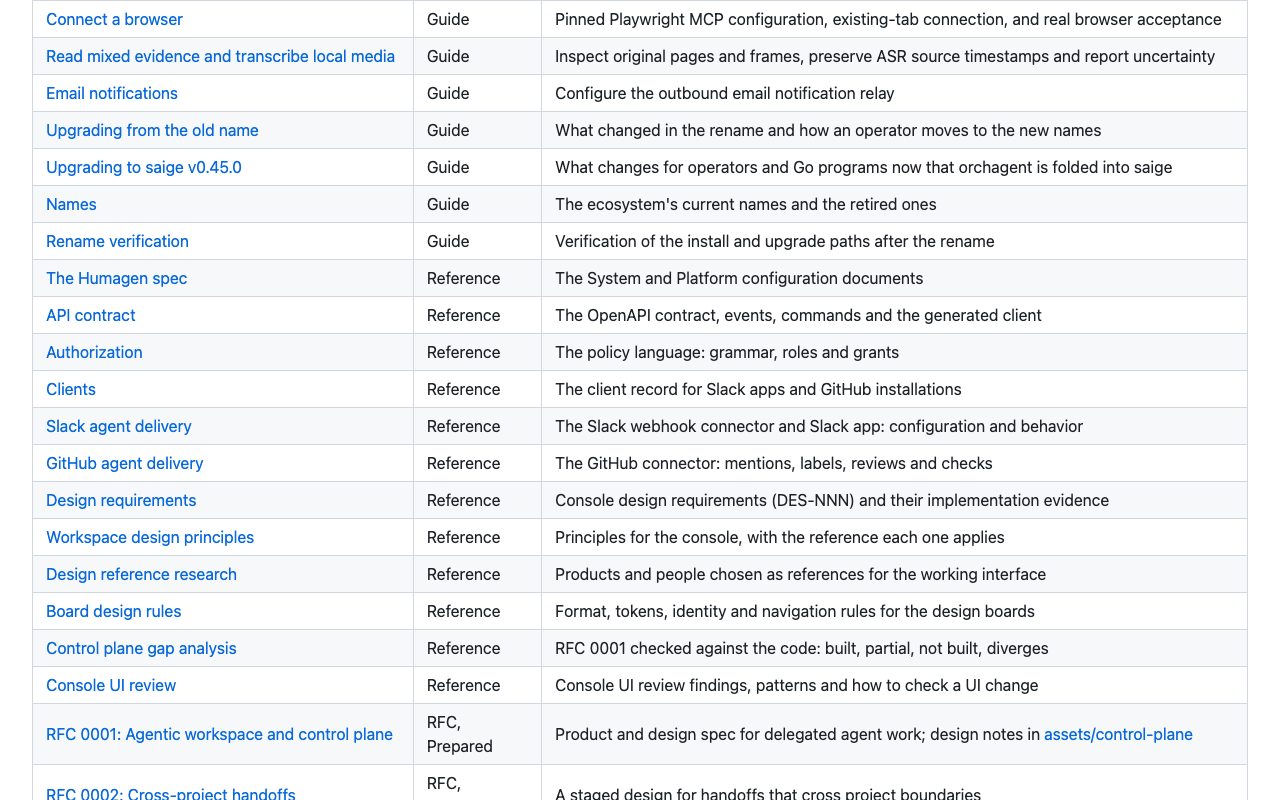 Connect a browser Guide Pinned Playwright MCP configuration, existing-tab connection, and real browser acceptance
Read mixed evidence and transcribe local media Guide Inspect original pages and frames, preserve ASR source timestamps and report uncertainty
Email notifications Guide Configure the outbound email notification relay
Upgrading from the old name Guide What changed in the rename and how an operator moves to the new names
Upgrading to saige v0.45.0 Guide What changes for operators and Go programs now that orchagent is folded into saige
Names Guide The ecosystem's current names and the retired ones
Rename verification Guide Verification of the install and upgrade paths after the rename
The Humagen spec Reference The System and Platform configuration documents
API contract Reference The OpenAPI contract, events, commands and the generated client
Authorization Reference The policy language: grammar, roles and grants
Clients Reference The client record for Slack apps and GitHub installations
Slack agent delivery Reference The Slack webhook connector and Slack app: configuration and behavior
GitHub agent delivery Reference The GitHub connector: mentions, labels, reviews and checks
Design requirements Reference Console design requirements (DES-NNN) and their implementation evidence
Workspace design principles Reference Principles for the console, with the reference each one applies
Design reference research Reference Products and people chosen as references for the working interface
Board design rules Reference Format, tokens, identity and navigation rules for the design boards
Control plane gap analysis Reference RFC 0001 checked against the code: built, partial, not built, diverges
Console UI review Reference Console UI review findings, patterns and how to check a UI change
RFC 0001: Agentic workspace and control plane RFC, Prepared Product and design spec for delegated agent work; design notes in assets/control-plane
RFC 0002: Cross-project handoffs RFC, A staged design for handoffs that cross project boundaries